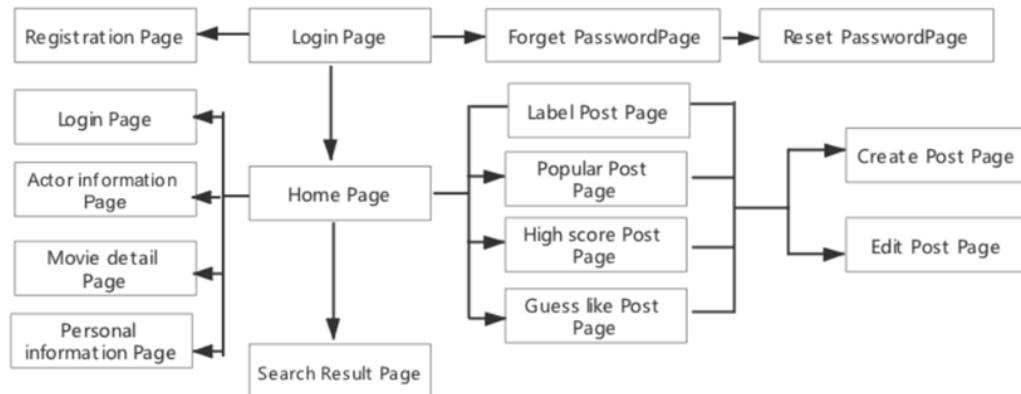 Registration Page
Login Page
Forget PasswordPage
Reset PasswordPage
Login Page
Label Post Page
Create Post Page
Actor information
Page
Home Page
Popular Post
Page
High score Post
Page
Edit Post Page
Movie detail
Page
Guess like Post
Page
Personal
information Page
Search Result Page